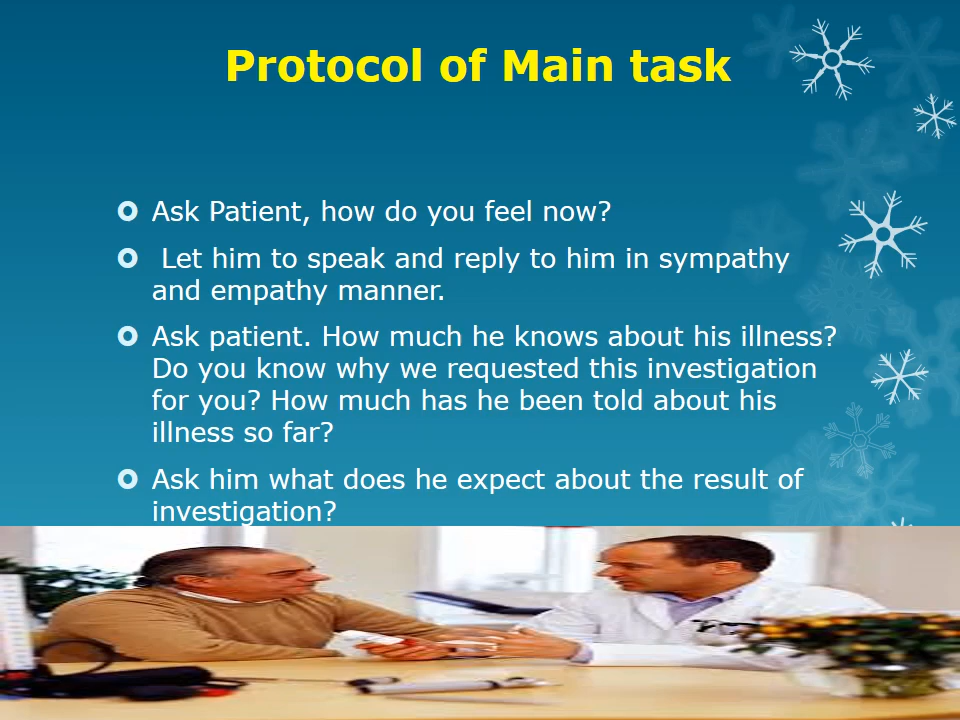 Protocol of Main task
Ask Patient, how do you feel now?
Let him to speak and reply to him in sympathy
and empathy manner.
Ask patient. How much he knows about his illness?
Do you know why we requested this investigation
for you? How much has he been told about his
illness so far?
Ask him what does he expect about the result of
investigation?